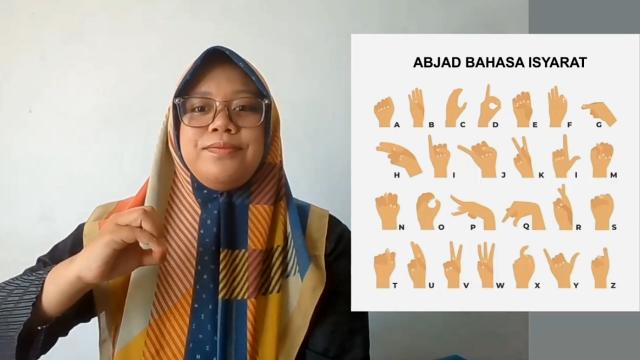 ABJAD BAHASA ISYARAT
A B C D E F G
H I J K I M
N O P Q R S
T U V W X Y Z